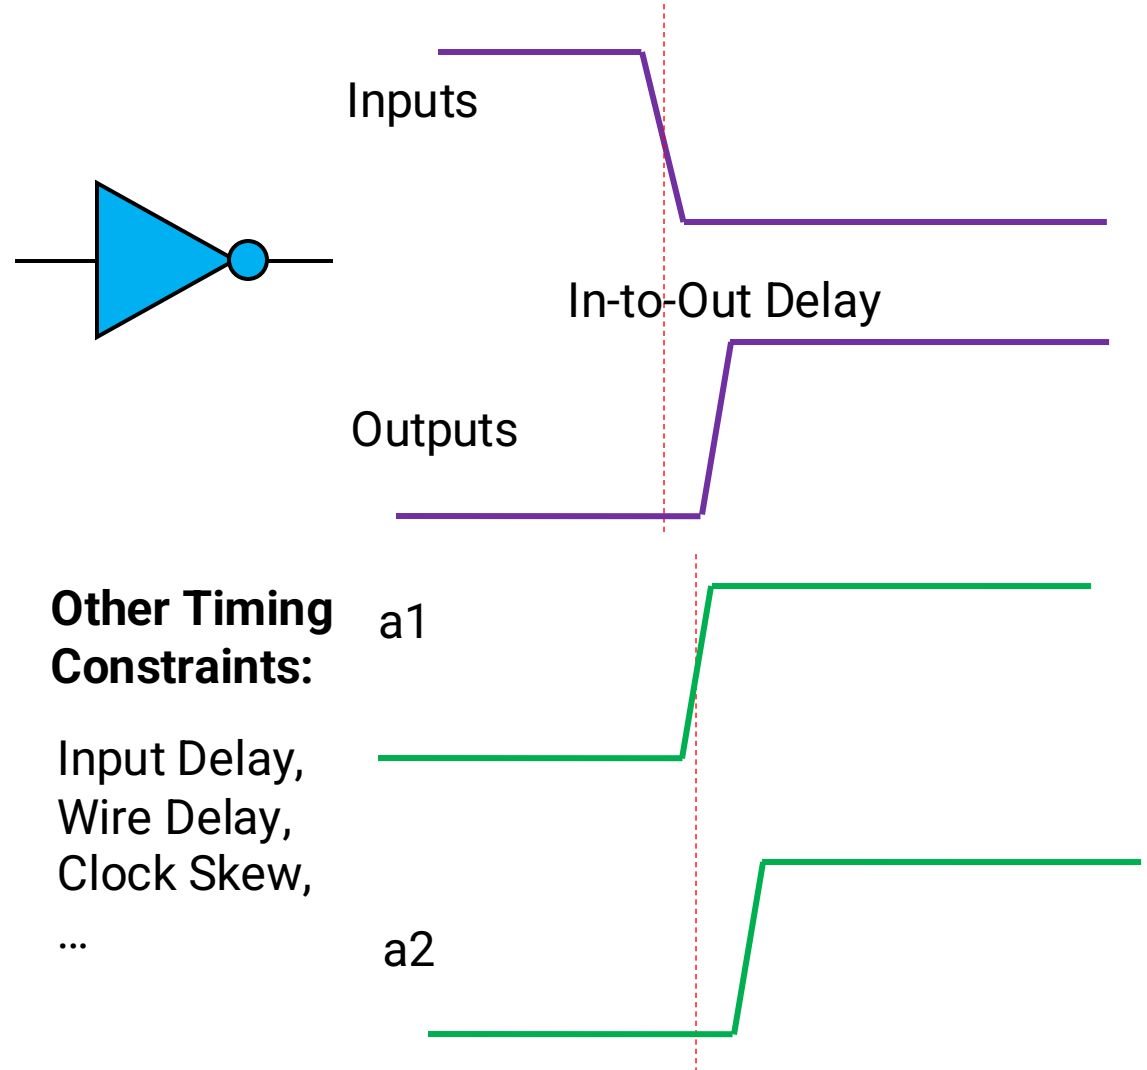 Inputs
In-to-Out Delay
Outputs
Other Timing
Constraints:
a1
Input Delay,
Wire Delay,
Clock Skew,
...
a2